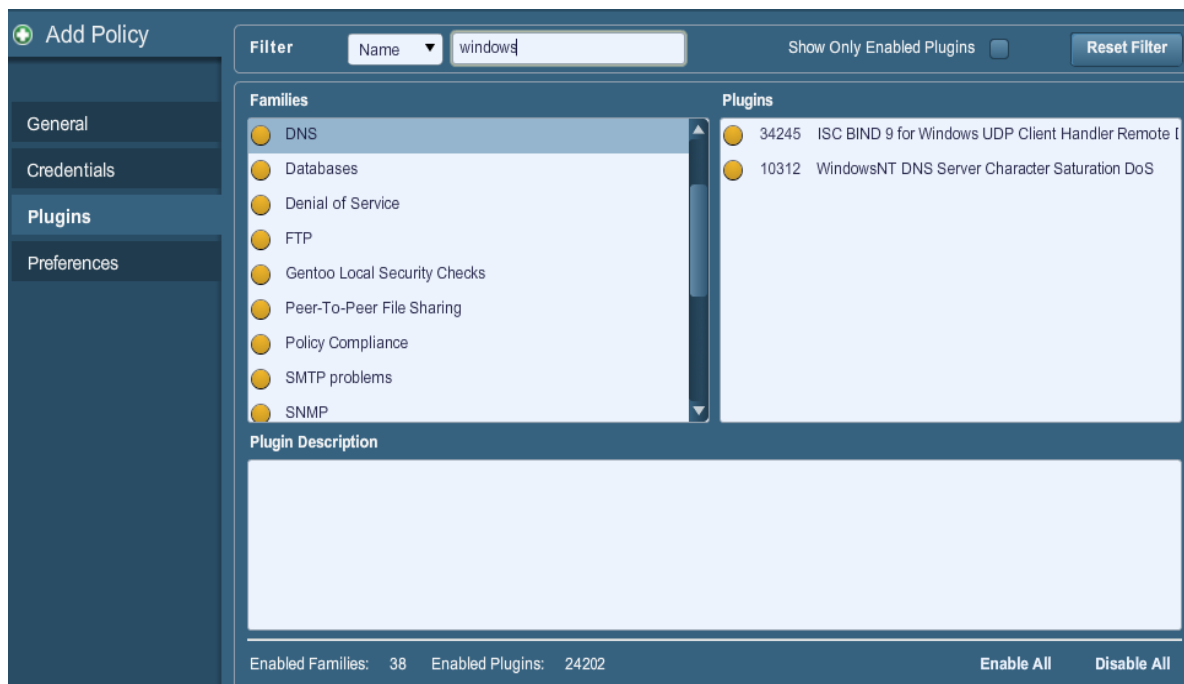 Add Policy
Filter Name windows Show Only Enabled Plugins Reset Filter
General
Credentials
Plugins
Preferences
Families
DNS
Databases
Denial of Service
FTP
Gentoo Local Security Checks
Peer-To-Peer File Sharing
Policy Compliance
SMTP problems
SNMP
Plugins
34245 ISC BIND 9 for Windows UDP Client Handler Remote
10312 WindowsNT DNS Server Character Saturation DoS
Plugin Description
Enabled Families: 38 Enabled Plugins: 24202 Enable All Disable All